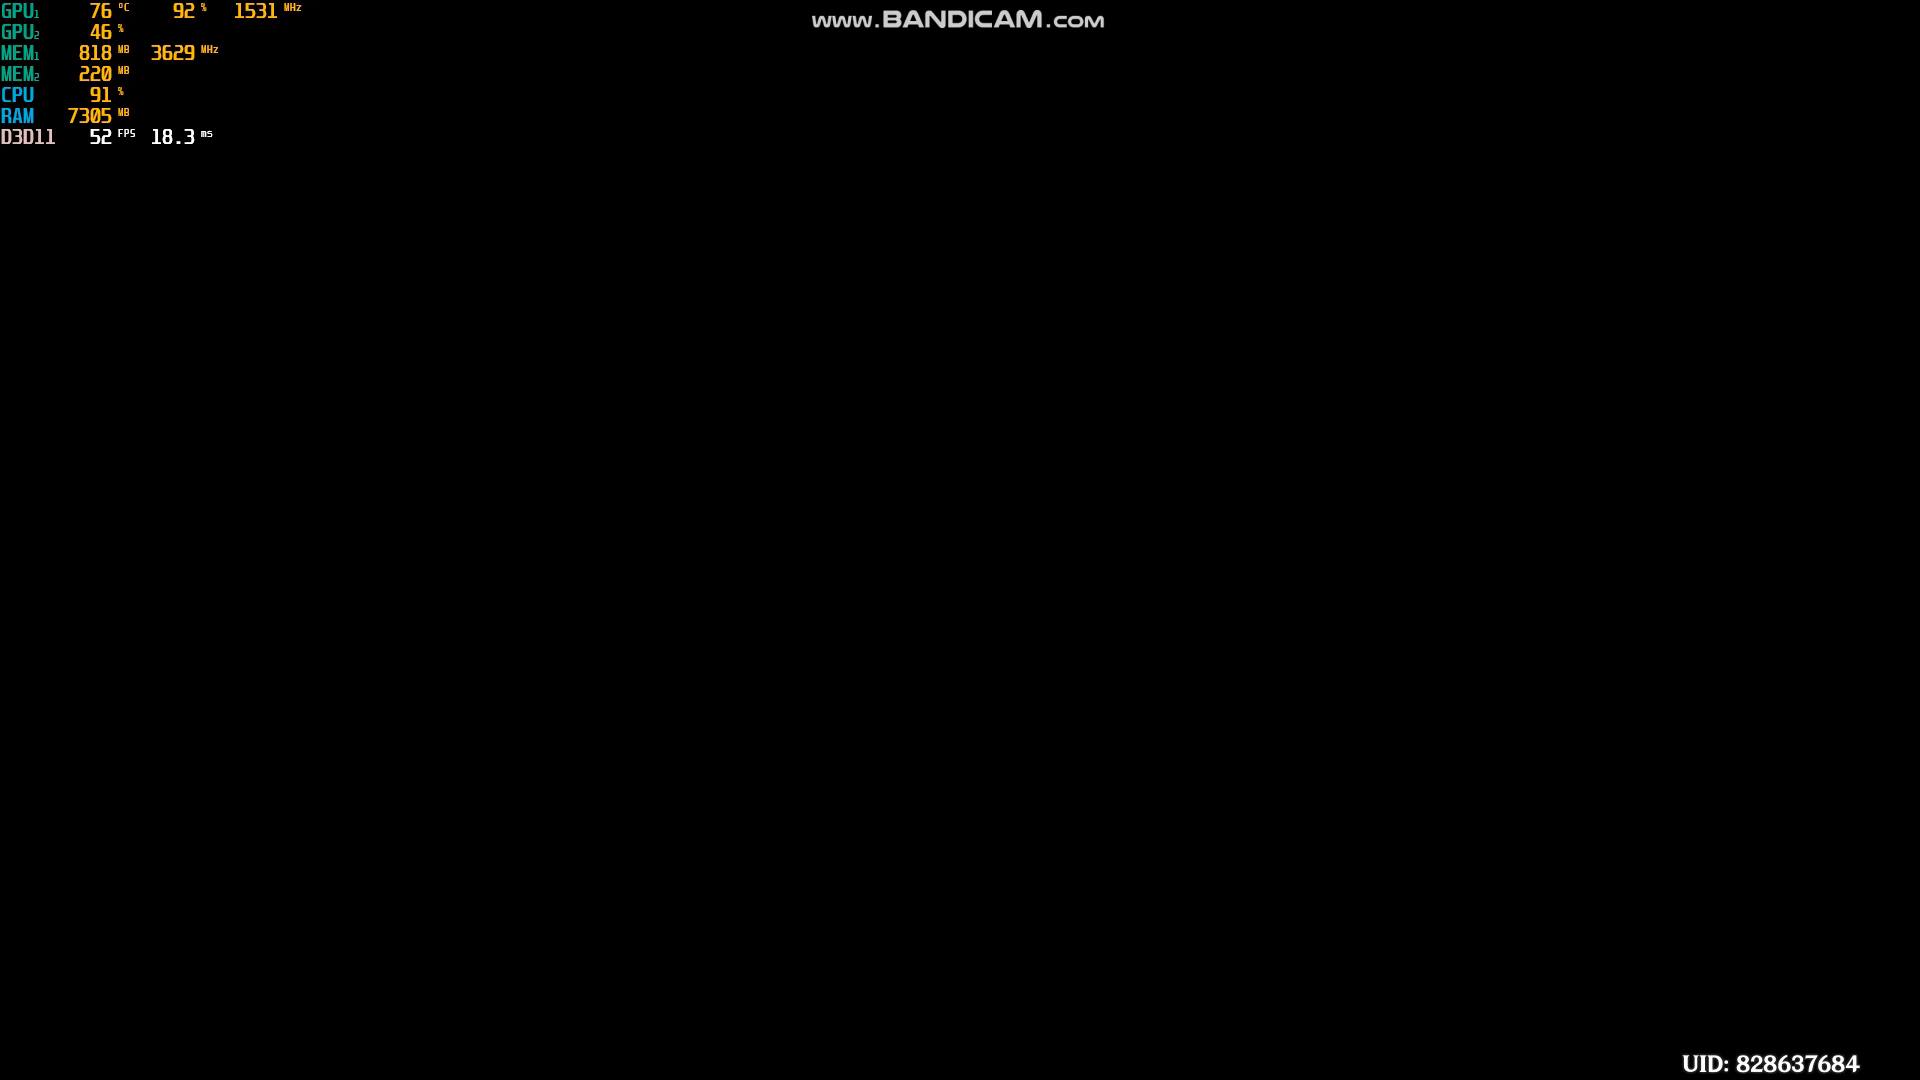 GPU1 76 °C 92 % 1531 MHz
www.BANDICAM.com
GPU2 46 %
MEM1 818 MB 3629 MHz
MEM2 220 MB
CPU 91 %
RAM 7305 MB
D3D11 52 FPS 18.3 ms
UID: 828637684